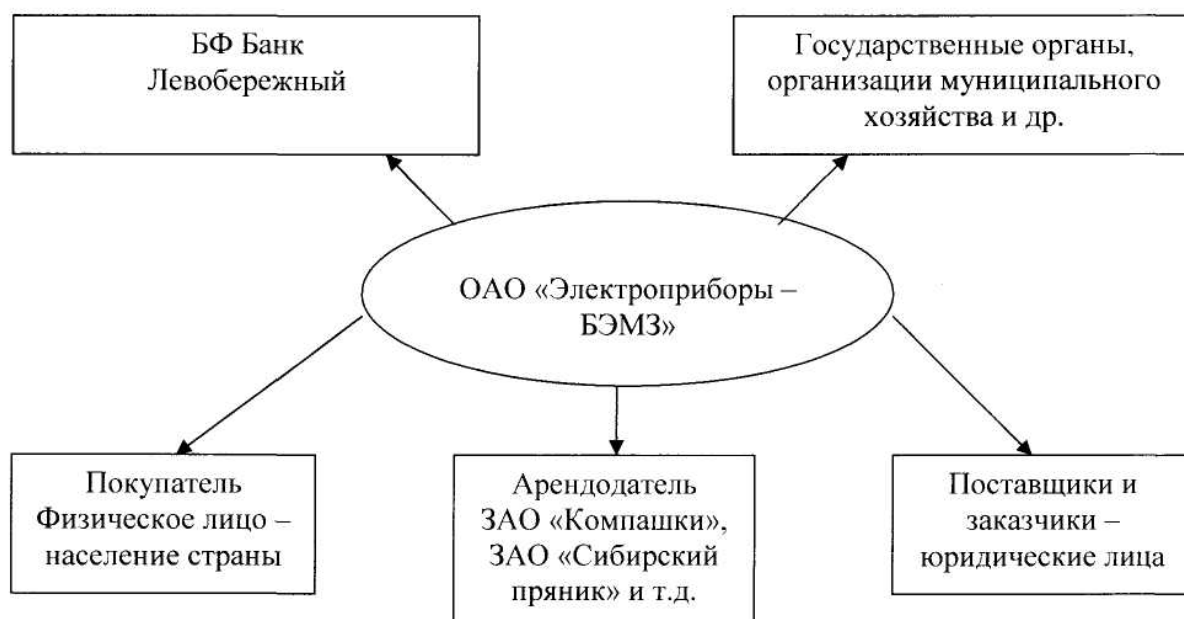 БФ Банк
Левобережный
Государственные органы,
организации муниципального
хозяйства и др.
ОАО «Электроприборы –
БЭМЗ»
Покупатель
Физическое лицо –
население страны
Арендодатель
ЗАО «Компашки»,
ЗАО «Сибирский
пряник» и т.д.
Поставщики и
заказчики –
юридические лица